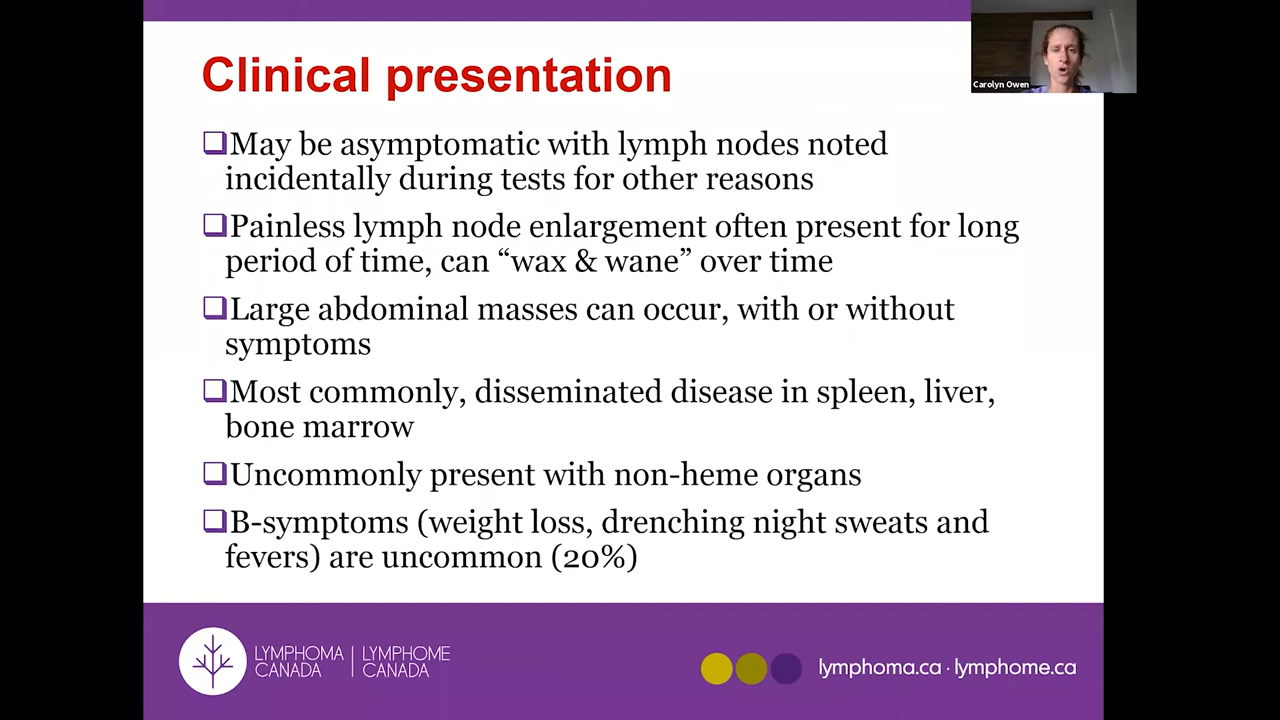 Clinical presentation
Carolyn Owen
❑May be asymptomatic with lymph nodes noted
incidentally during tests for other reasons
❑Painless lymph node enlargement often present for long
period of time, can “wax & wane” over time
❑Large abdominal masses can occur, with or without
symptoms
❑Most commonly, disseminated disease in spleen, liver,
bone marrow
❑Uncommonly present with non-heme organs
❑B-symptoms (weight loss, drenching night sweats and
fevers) are uncommon (20%)
LYMPHOMA | LYMPHOME
CANADA | CANADA
lymphoma.ca · lymphome.ca